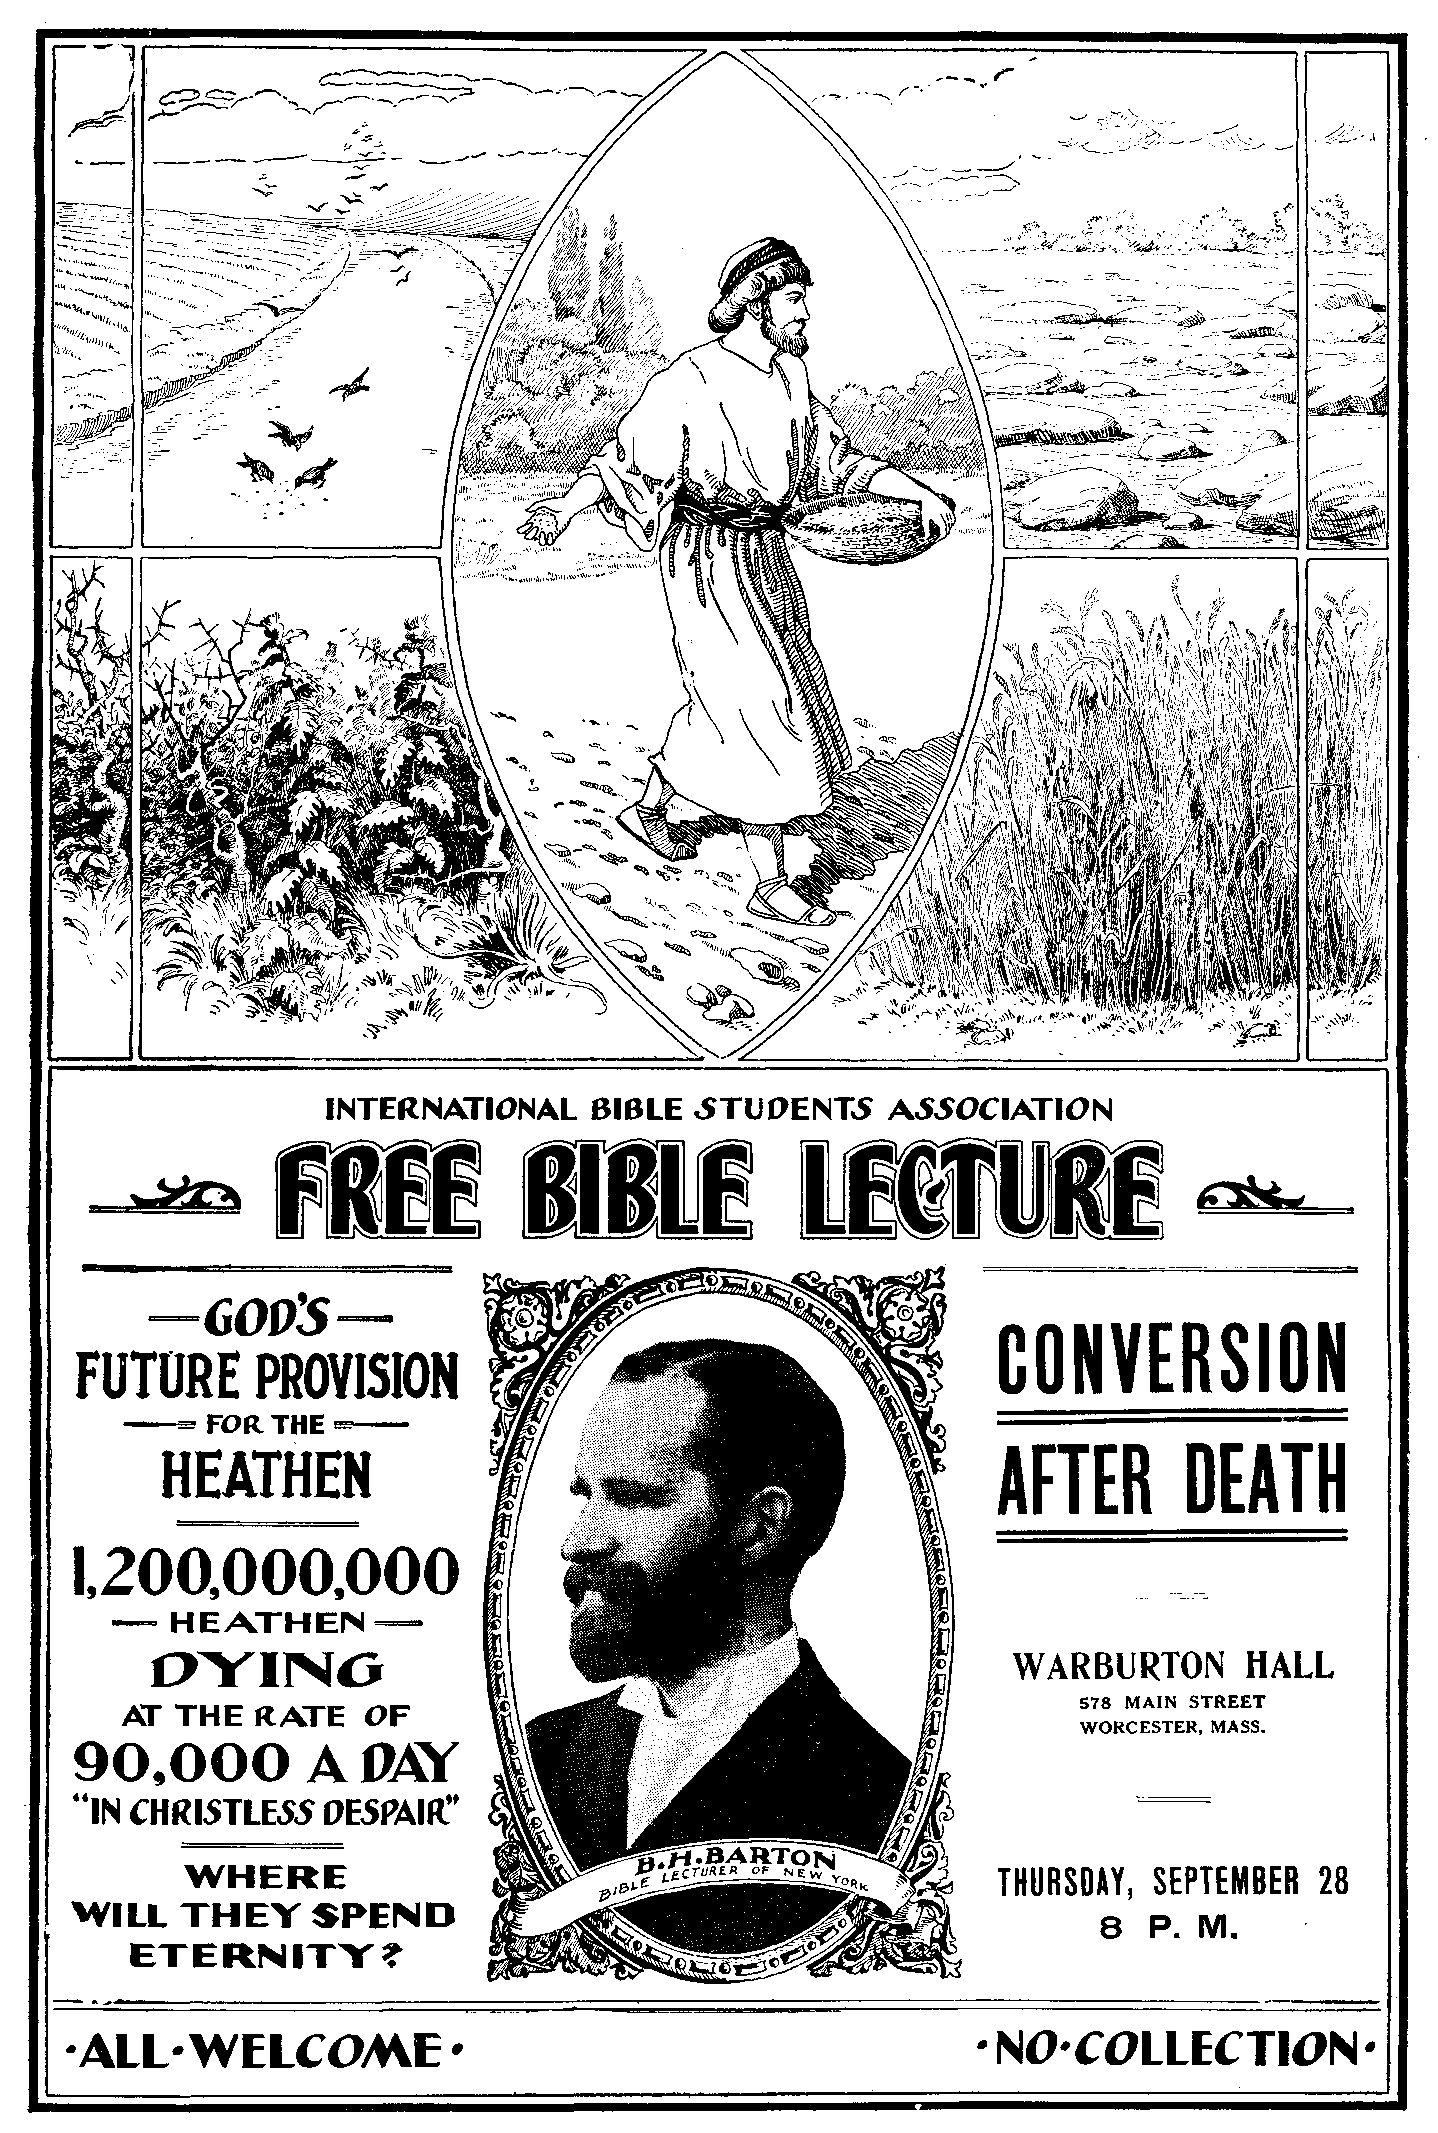 INTERNATIONAL BIBLE STUDENTS ASSOCIATION
FREE BIBLE LECTURE
GOD'S
FUTURE PROVISION
FOR THE
HEATHEN
1,200,000,000
HEATHEN
DYING
AT THE RATE OF
90,000 A DAY
"IN CHRISTLESS DESPAIR"
WHERE
WILL THEY SPEND
ETERNITY?
B. H. BARTON
BIBLE LECTURER OF NEW YORK
CONVERSION
AFTER DEATH
WARBURTON HALL
578 MAIN STREET
WORCESTER, MASS.
THURSDAY, SEPTEMBER 28
8 P. M.
·ALL·WELCOME·
·NO·COLLECTION·